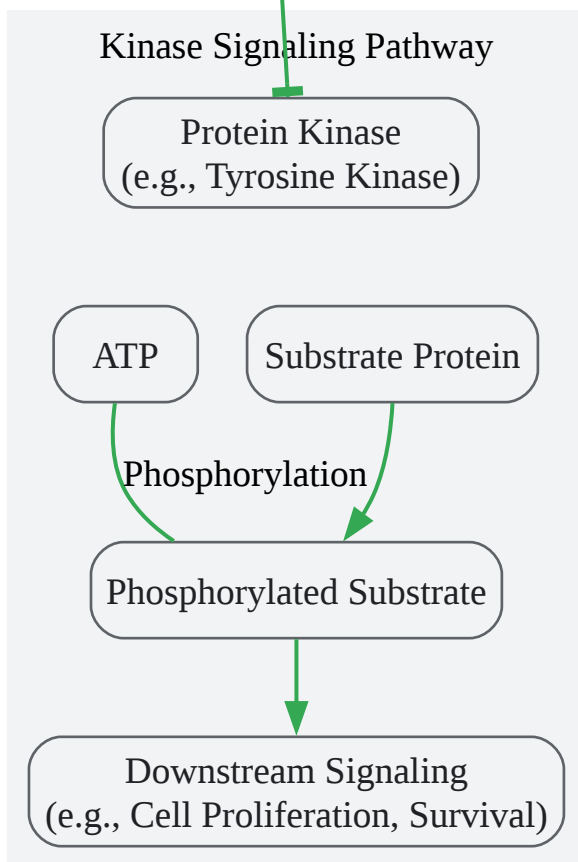 Kinase Signaling Pathway
Protein Kinase
(e.g., Tyrosine Kinase)
ATP
Substrate Protein
Phosphorylation
Phosphorylated Substrate
Downstream Signaling
(e.g., Cell Proliferation, Survival)